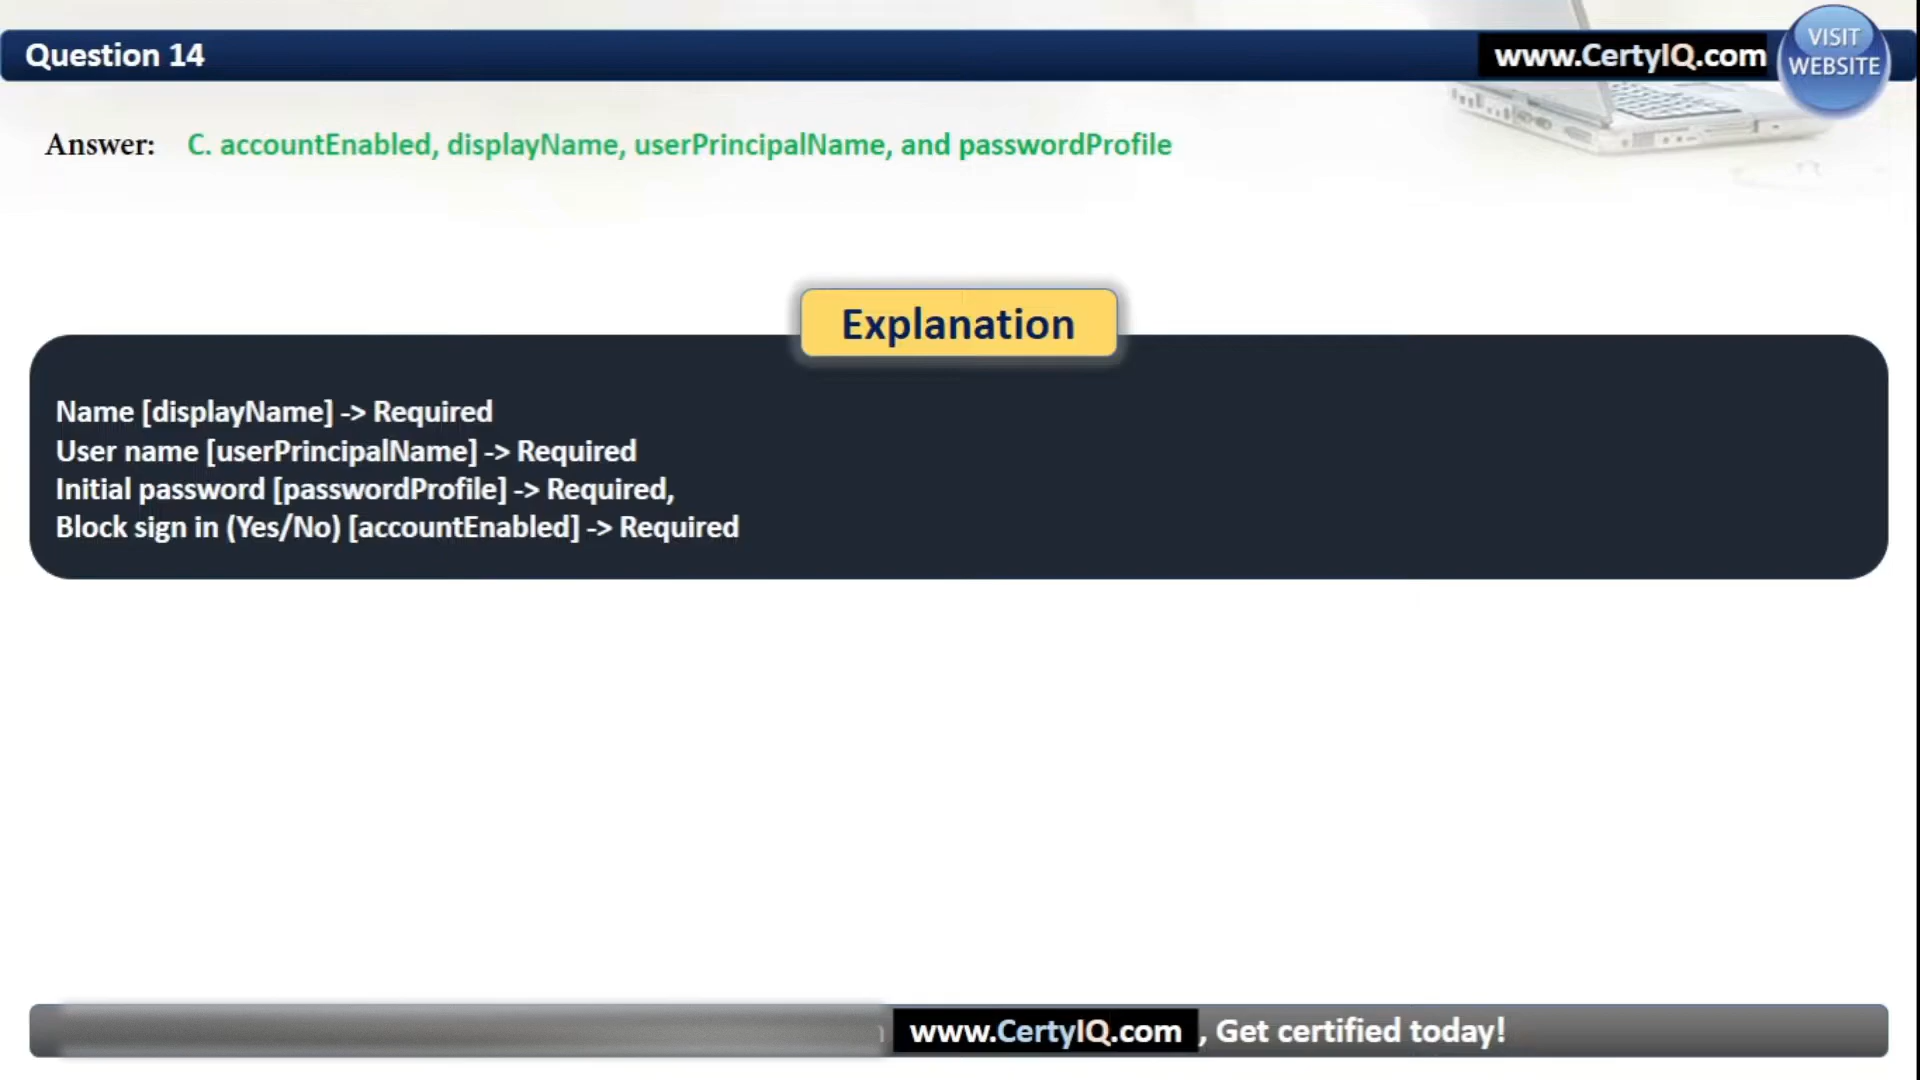 Question 14
www.CertyIQ.com
VISIT
WEBSITE
Answer: C. accountEnabled, displayName, userPrincipalName, and passwordProfile
Explanation
Name [displayName] -> Required
User name [userPrincipalName] -> Required
Initial password [passwordProfile] -> Required,
Block sign in (Yes/No) [accountEnabled] -> Required
www.CertyIQ.com , Get certified today!